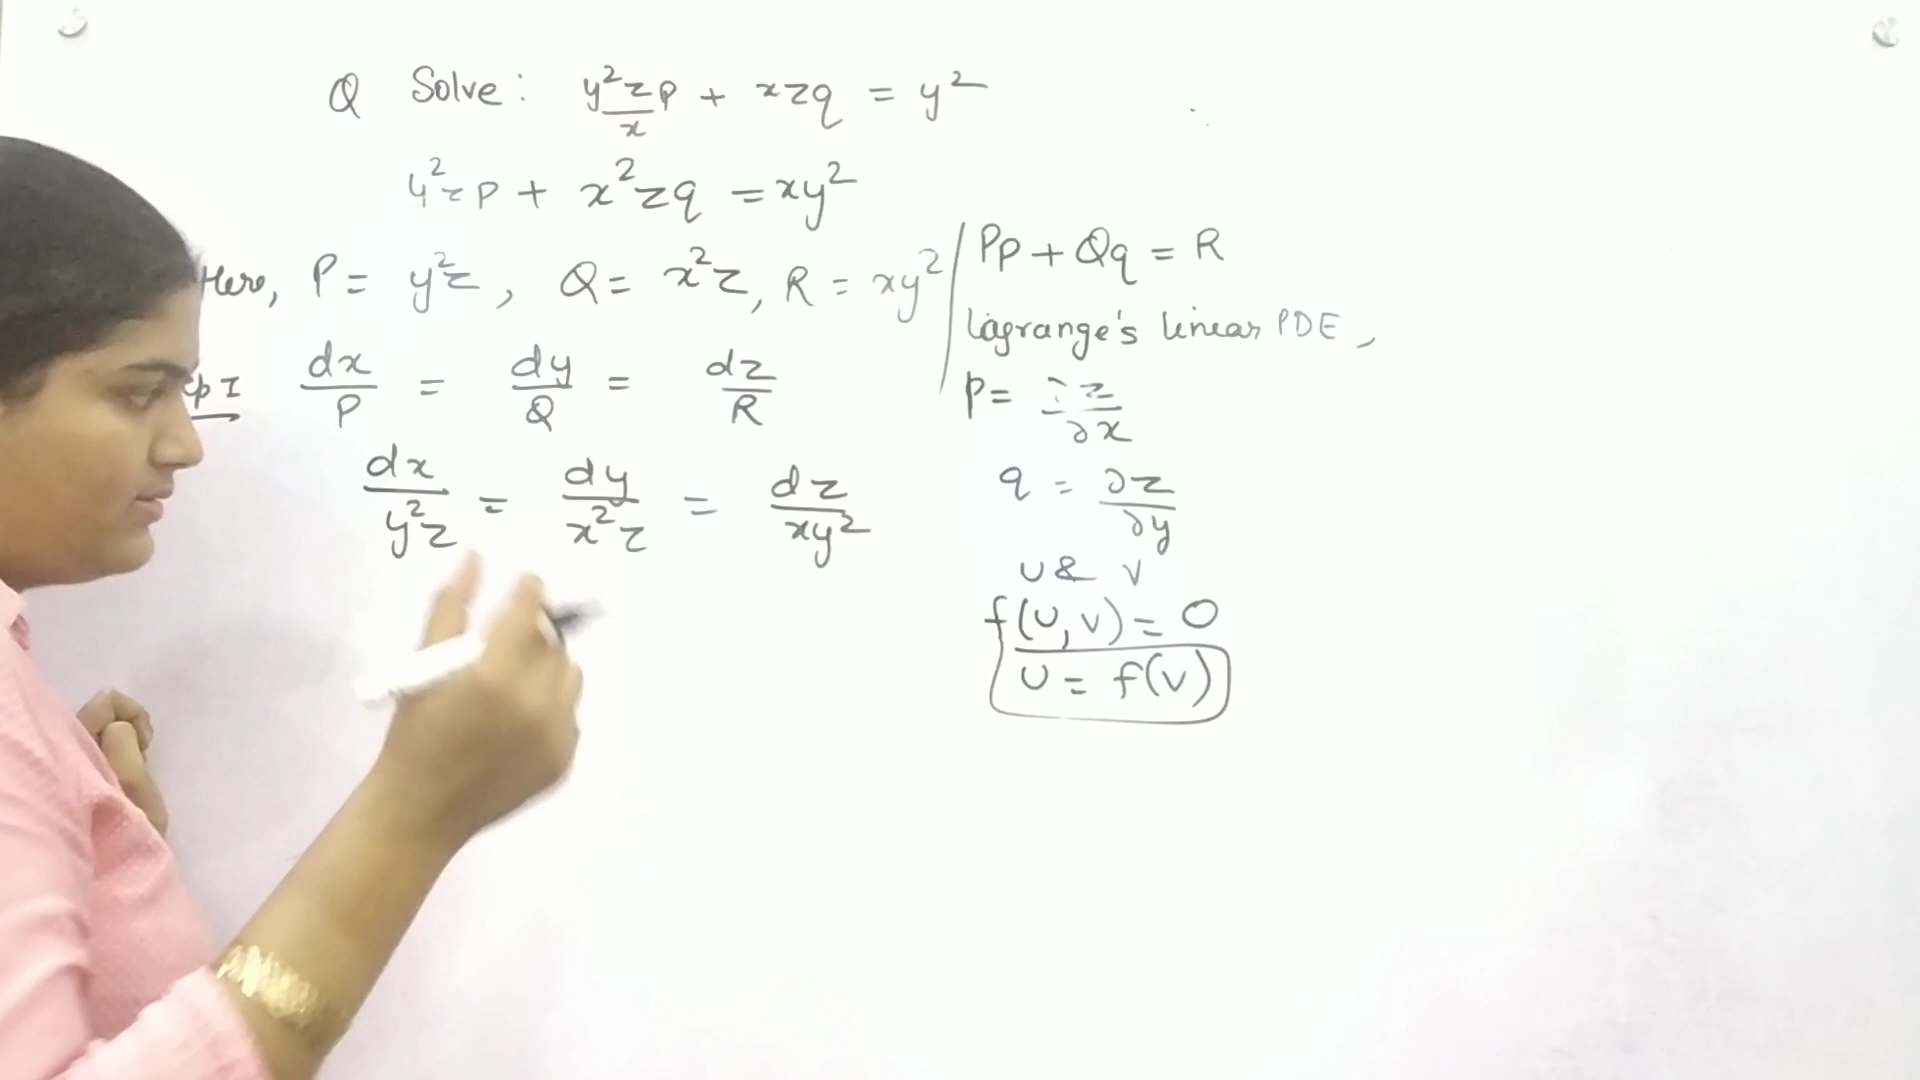 Q Solve: y²z/x p + xzq = y²
y²zp + x²zq = xy²
Here, P = y²z, Q = x²z, R = xy²
I dx/P = dy/Q = dz/R
dx/y²z = dy/x²z = dz/xy²
Pp + Qq = R
Lagrange's linear PDE,
p = ∂z/∂x
q = ∂z/∂y
u & v
f(u,v) = 0
u = f(v)